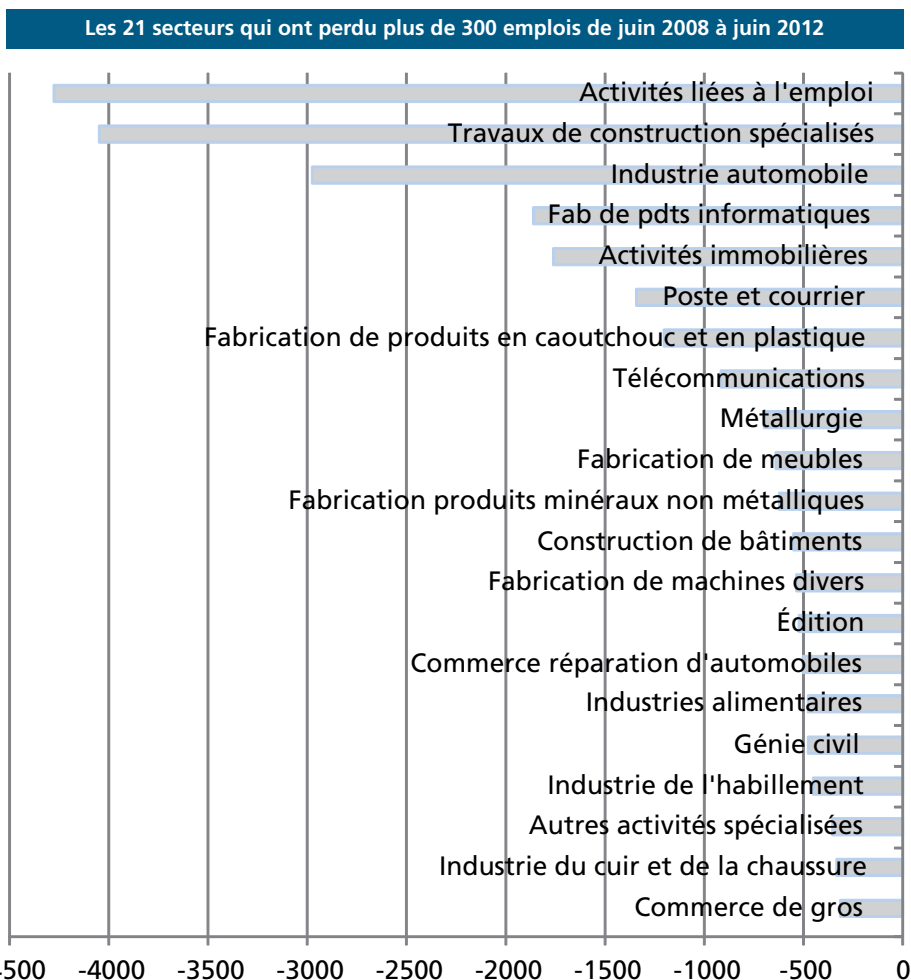 Les 21 secteurs qui ont perdu plus de 300 emplois de juin 2008 à juin 2012
Activités liées à l'emploi
Travaux de construction spécialisés
Industrie automobile
Fab de pdts informatiques
Activités immobilières
Poste et courrier
Fabrication de produits en caoutchouc et en plastique
Télécommunications
Métallurgie
Fabrication de meubles
Fabrication produits minéraux non métalliques
Construction de bâtiments
Fabrication de machines divers
Édition
Commerce réparation d'automobiles
Industries alimentaires
Génie civil
Industrie de l'habillement
Autres activités spécialisées
Industrie du cuir et de la chaussure
Commerce de gros
500 -4000 -3500 -3000 -2500 -2000 -1500 -1000 -500 0